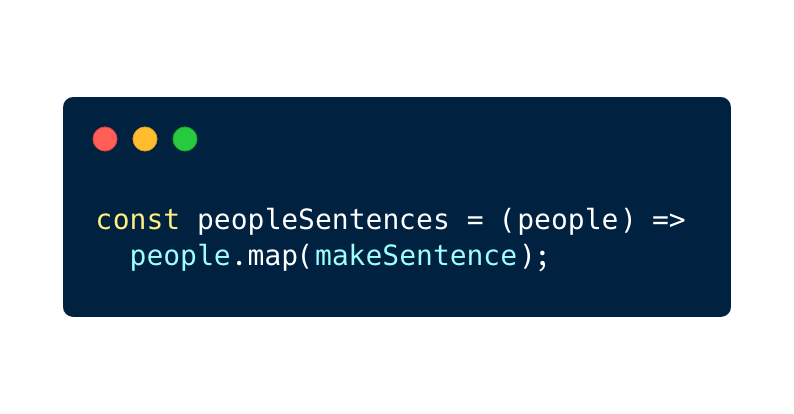 const peopleSentences = (people) =>
  people.map(makeSentence);